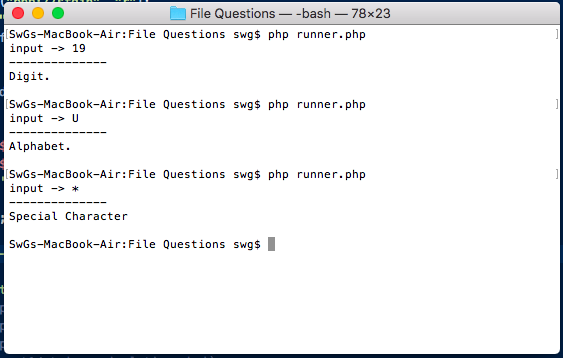 File Questions — -bash — 78×23
SwGs-MacBook-Air:File Questions swg$ php runner.php
input -> 19
--------------
Digit.
SwGs-MacBook-Air:File Questions swg$ php runner.php
input -> U
--------------
Alphabet.
SwGs-MacBook-Air:File Questions swg$ php runner.php
input -> *
--------------
Special Character
SwGs-MacBook-Air:File Questions swg$